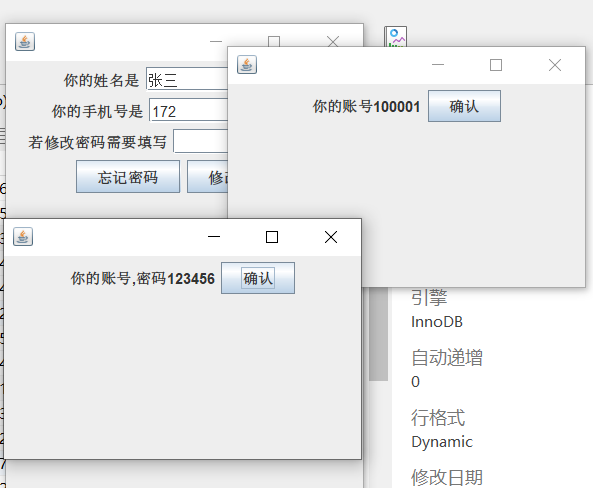 你的姓名是 张三
你的手机号是 172
若修改密码需要填写
忘记密码
你的账号100001 确认
你的账号,密码123456 确认
引擎
InnoDB
自动递增
0
行格式
Dynamic
修改日期